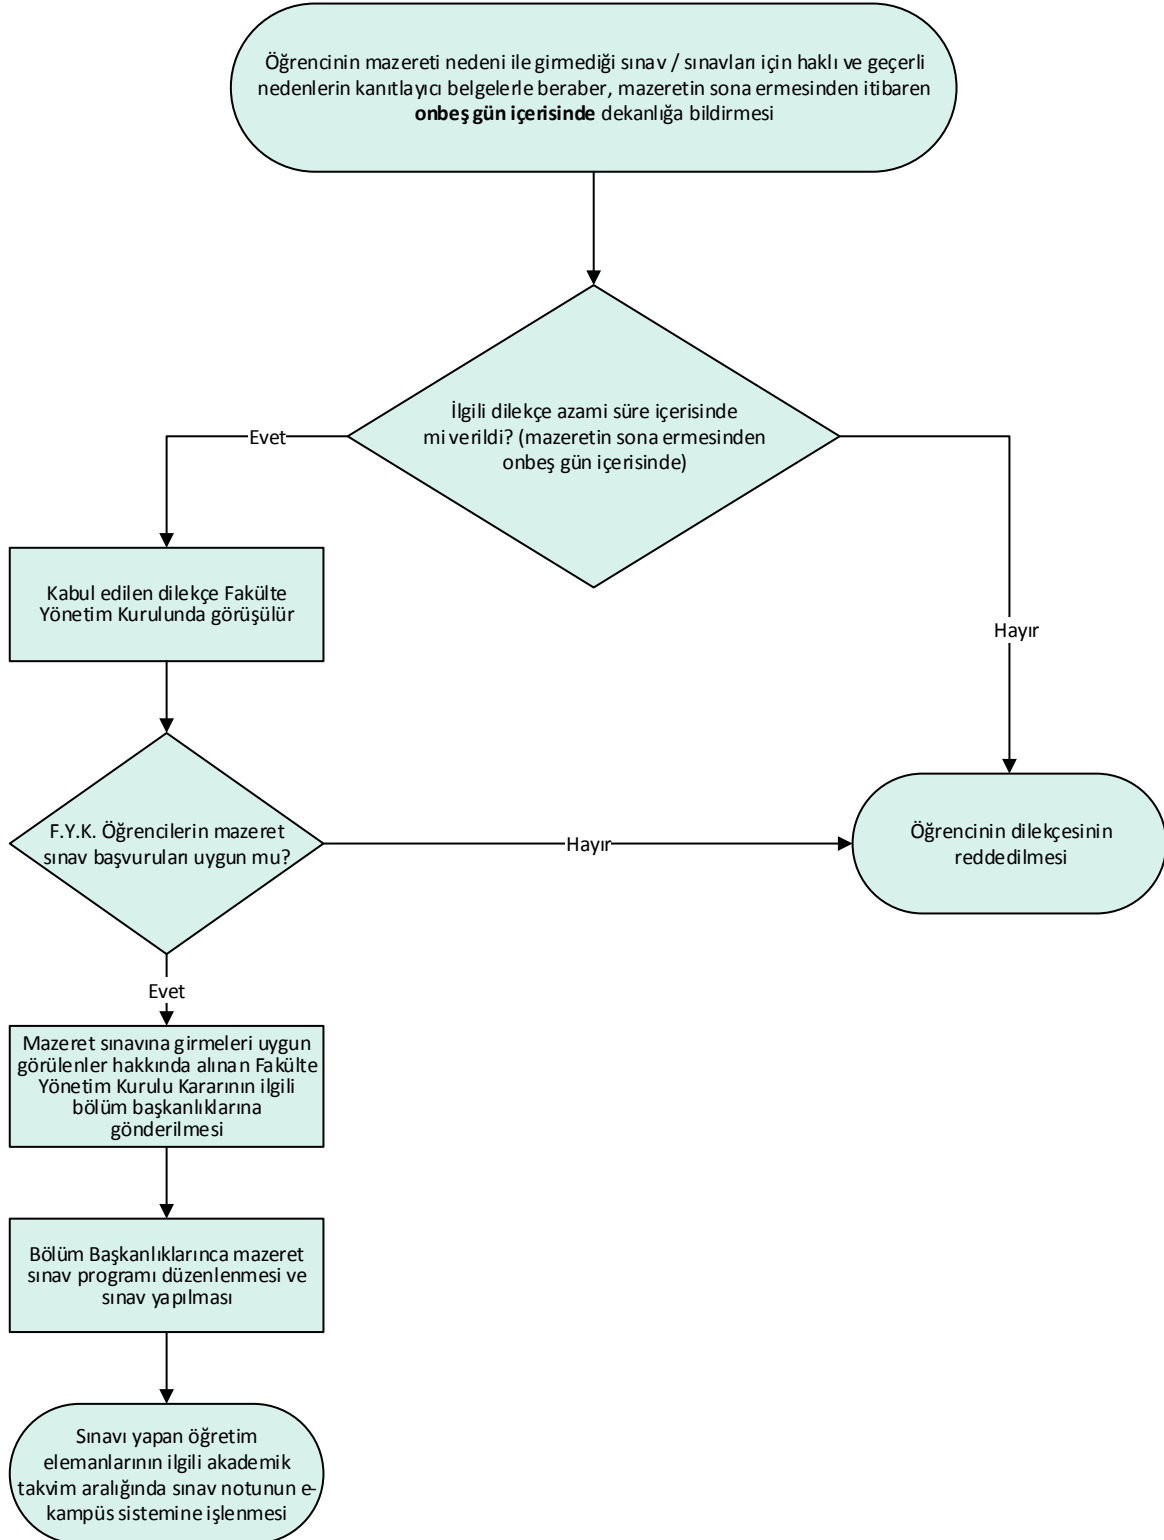 Öğrencinin mazereti nedeni ile girmediği sınav / sınavları için haklı ve geçerli
nedenlerin kanıtlayıcı belgelerle beraber, mazeretin sona ermesinden itibaren
onbeş gün içerisinde dekanlığa bildirmesi
İlgili dilekçe azami süre içerisinde
mi verildi? (mazeretin sona ermesinden
onbeş gün içerisinde)
Evet
Hayır
Kabul edilen dilekçe Fakülte
Yönetim Kurulunda görüşülür
F.Y.K. Öğrencilerin mazeret
sınav başvuruları uygun mu?
Hayır
Öğrencinin dilekçesinin
reddedilmesi
Evet
Mazeret sınavına girmeleri uygun
görülenler hakkında alınan Fakülte
Yönetim Kurulu Kararının ilgili
bölüm başkanlıklarına
gönderilmesi
Bölüm Başkanlıklarınca mazeret
sınav programı düzenlenmesi ve
sınav yapılması
Sınavı yapan öğretim
elemanlarının ilgili akademik
takvim aralığında sınav notunun e-
kampüs sistemine işlenmesi